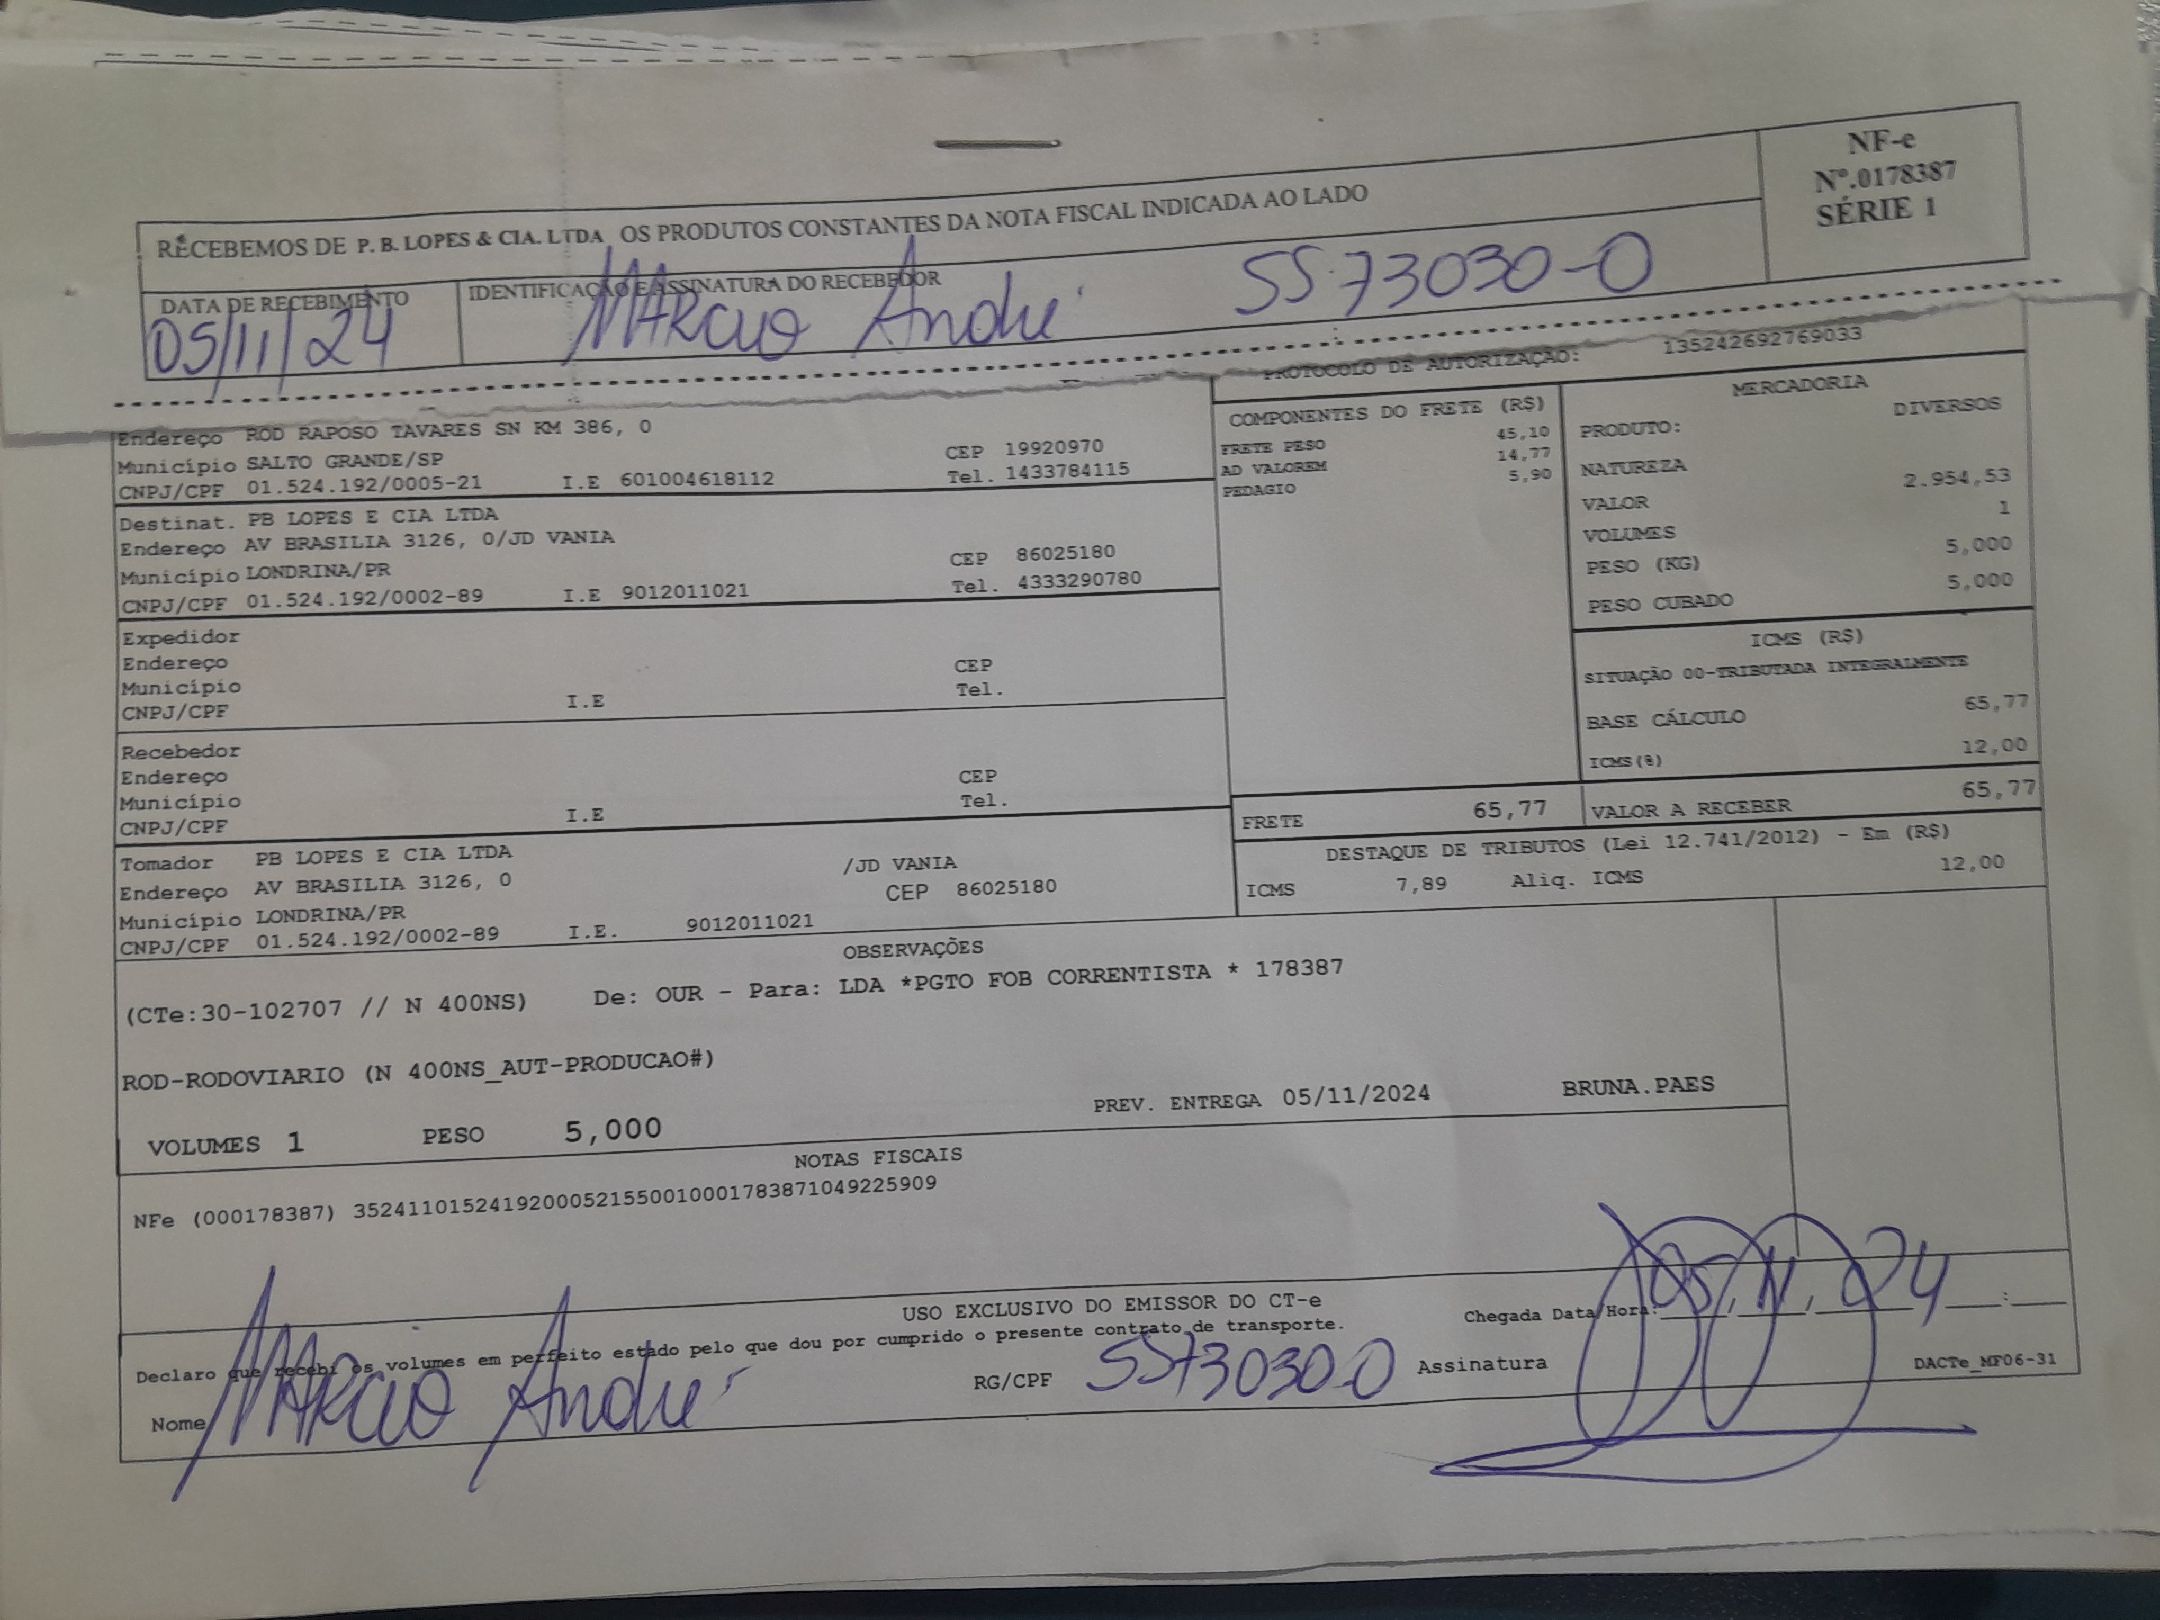 RECEBEMOS DE P. B. LOPES & CIA. LTDA OS PRODUTOS CONSTANTES DA NOTA FISCAL INDICADA AO LADO
NF-e
Nº.0178387
SÉRIE 1
DATA DE RECEBIMENTO
05/11/24
IDENTIFICAÇÃO E ASSINATURA DO RECEBEDOR
MARCIO André 5573030-0
PROTOCOLO DE AUTORIZAÇÃO: 135242692769033
Endereço ROD RAPOSO TAVARES SN KM 386, 0
Município SALTO GRANDE/SP CEP 19920970
CNPJ/CPF 01.524.192/0005-21 I.E 601004618112 Tel. 1433784115
Destinat. PB LOPES E CIA LTDA
Endereço AV BRASILIA 3126, 0/JD VANIA
Município LONDRINA/PR CEP 86025180
CNPJ/CPF 01.524.192/0002-89 I.E 9012011021 Tel. 4333290780
Expedidor
Endereço
Município CEP
CNPJ/CPF I.E Tel.
Recebedor
Endereço
Município CEP
CNPJ/CPF I.E Tel.
Tomador PB LOPES E CIA LTDA
Endereço AV BRASILIA 3126, 0 /JD VANIA
Município LONDRINA/PR CEP 86025180
CNPJ/CPF 01.524.192/0002-89 I.E. 9012011021
COMPONENTES DO FRETE (R$)
FRETE PESO 45,10
AD VALOREM 14,77
PEDAGIO 5,90
MERCADORIA
PRODUTO: DIVERSOS
NATUREZA
VALOR 2.954,53
VOLUMES 1
PESO (KG) 5,000
PESO CUBADO 5,000
ICMS (R$)
SITUAÇÃO 00-TRIBUTADA INTEGRALMENTE
BASE CÁLCULO 65,77
ICMS(%) 12,00
FRETE 65,77 VALOR A RECEBER 65,77
DESTAQUE DE TRIBUTOS (Lei 12.741/2012) - Em (R$)
ICMS 7,89 Aliq. ICMS 12,00
OBSERVAÇÕES
(CTe:30-102707 // N 400NS) De: OUR - Para: LDA *PGTO FOB CORRENTISTA * 178387
ROD-RODOVIARIO (N 400NS_AUT-PRODUCAO#)
VOLUMES 1 PESO 5,000 PREV. ENTREGA 05/11/2024 BRUNA.PAES
NOTAS FISCAIS
NFe (000178387) 35241101524192000521550010001783871049225909
USO EXCLUSIVO DO EMISSOR DO CT-e
Declaro que recebi os volumes em perfeito estado pelo que dou por cumprido o presente contrato de transporte.
Chegada Data/Hora: 05/11/24 :
Nome MARCIO André RG/CPF 5573030-0 Assinatura
DACTe_MF06-31